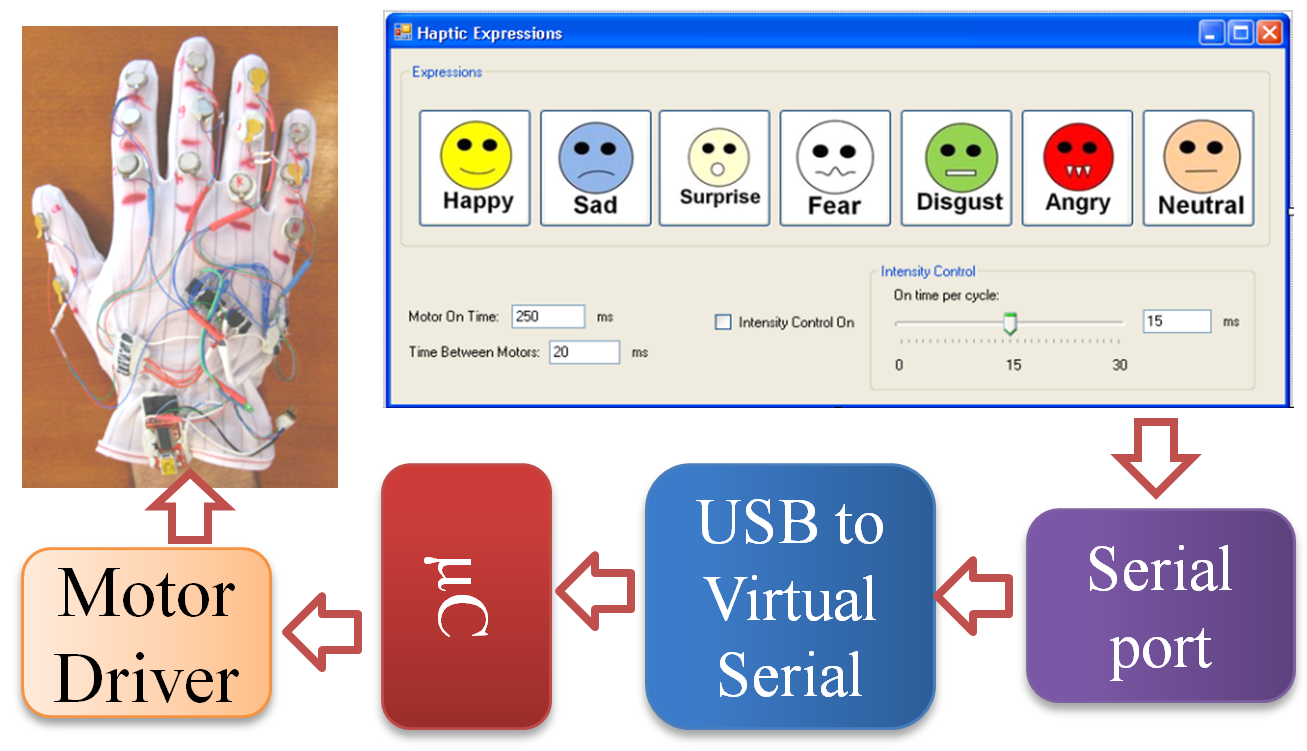 Haptic Expressions
Expressions
Happy
Sad
Surprise
Fear
Disgust
Angry
Neutral
Motor On Time: 250 ms
Time Between Motors: 20 ms
Intensity Control On
Intensity Control
On time per cycle:
15 ms
0 15 30
Serial
port
USB to
Virtual
Serial
μC
Motor
Driver